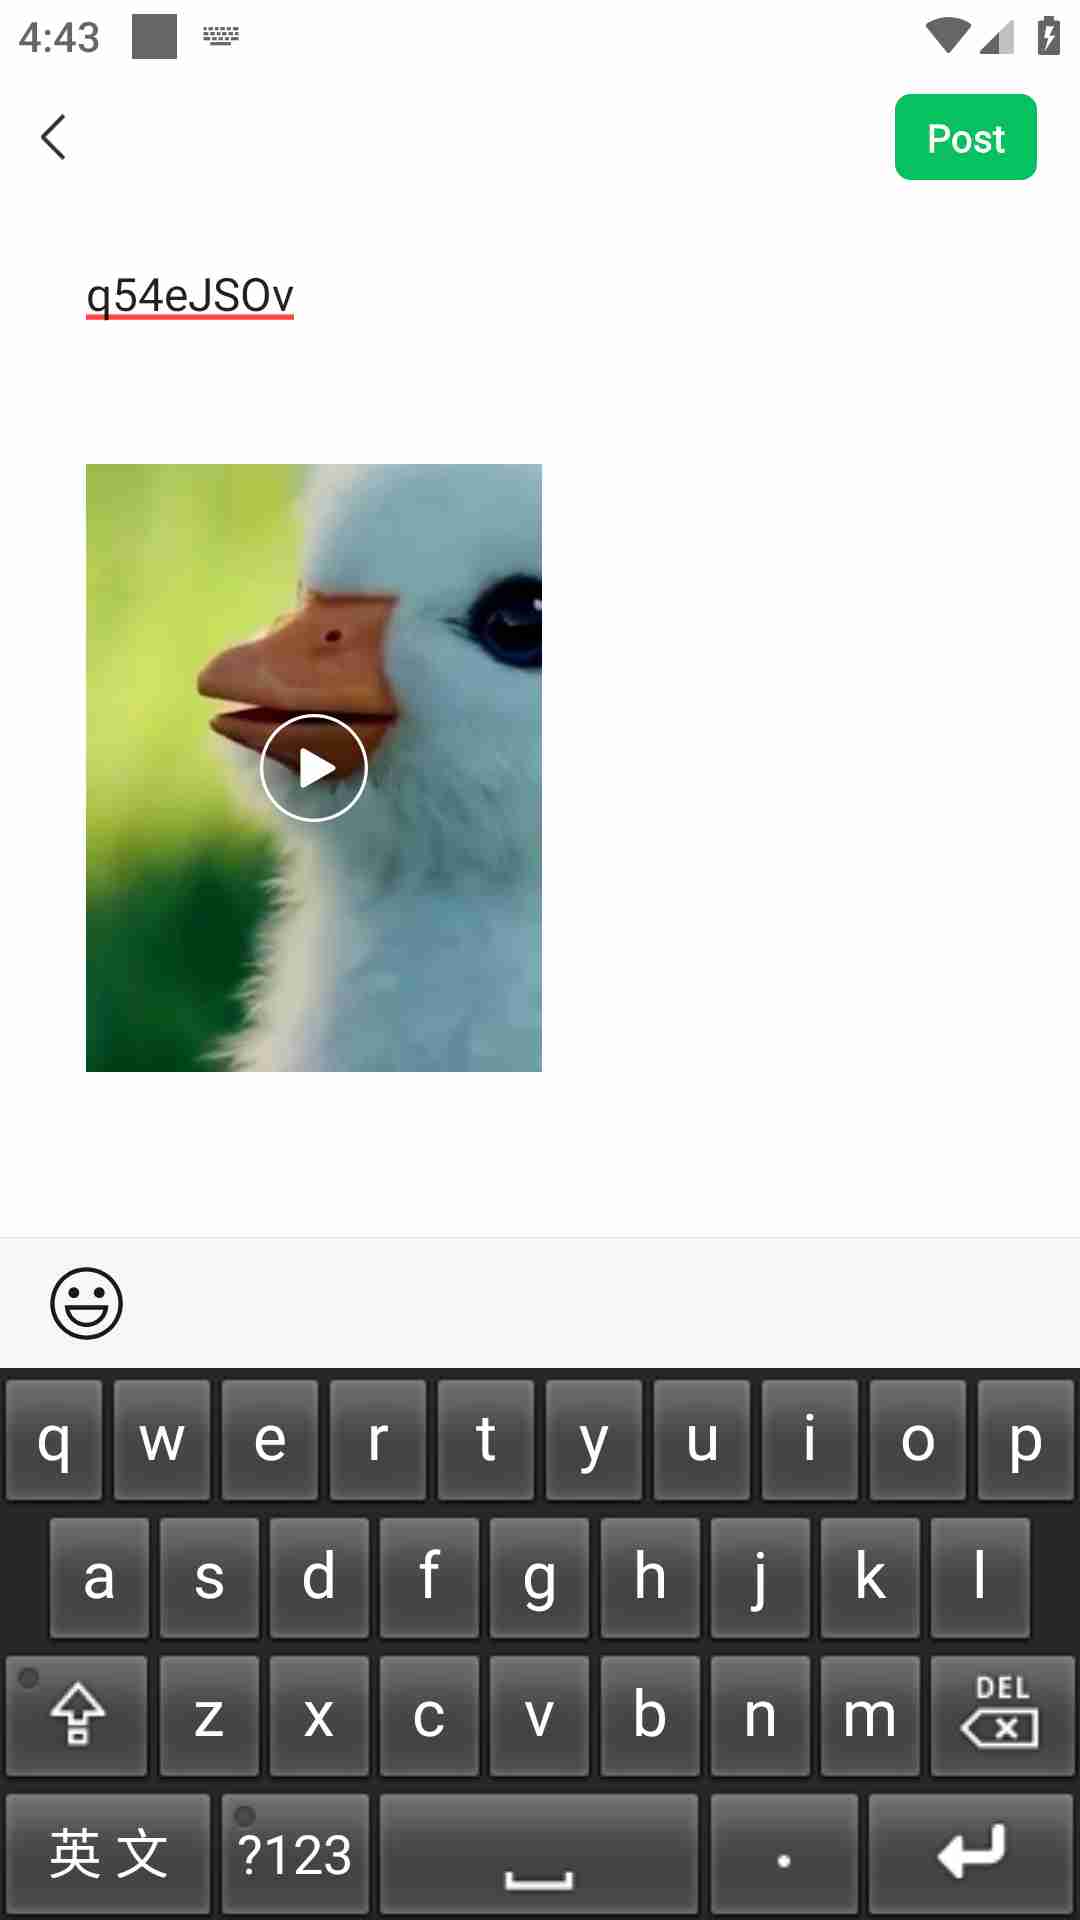 4:43
Post
q54eJSOv
q w e r t y u i o p
a s d f g h j k l
z x c v b n m DEL
英文 ?123 .